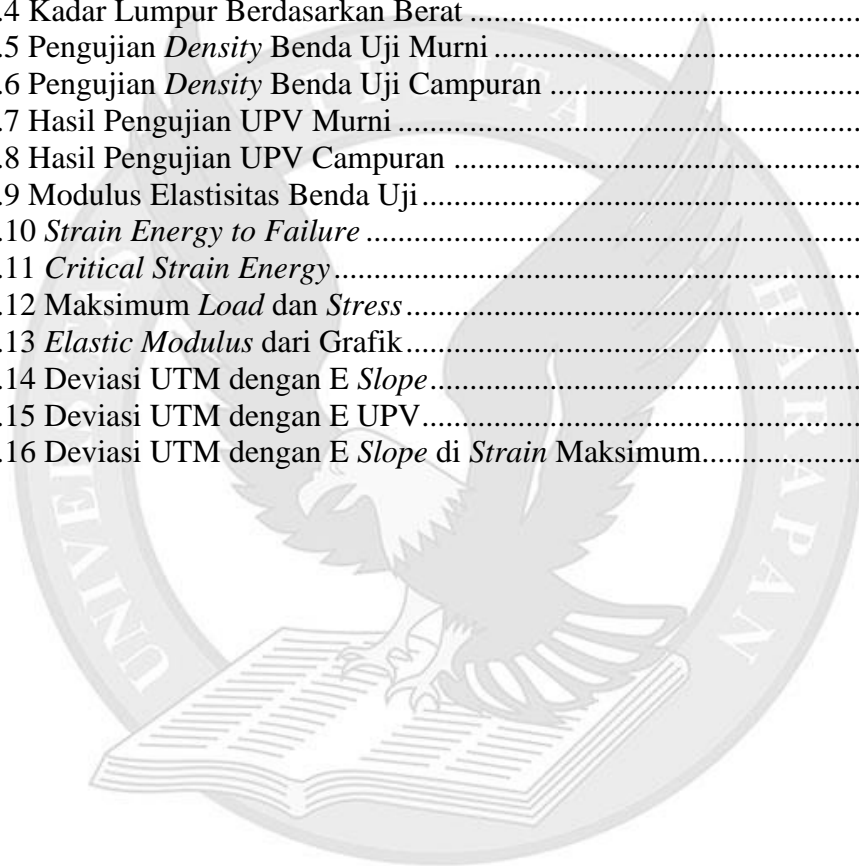 .4 Kadar Lumpur Berdasarkan Berat ..........................................................
.5 Pengujian Density Benda Uji Murni .......................................................
.6 Pengujian Density Benda Uji Campuran ................................................
.7 Hasil Pengujian UPV Murni ....................................................................
.8 Hasil Pengujian UPV Campuran .............................................................
.9 Modulus Elastisitas Benda Uji .................................................................
.10 Strain Energy to Failure .........................................................................
.11 Critical Strain Energy ..............................................................................
.12 Maksimum Load dan Stress ....................................................................
.13 Elastic Modulus dari Grafik ....................................................................
.14 Deviasi UTM dengan E Slope ................................................................
.15 Deviasi UTM dengan E UPV ..................................................................
.16 Deviasi UTM dengan E Slope di Strain Maksimum .......................
UNIVERSITAS PELITA HARAPAN